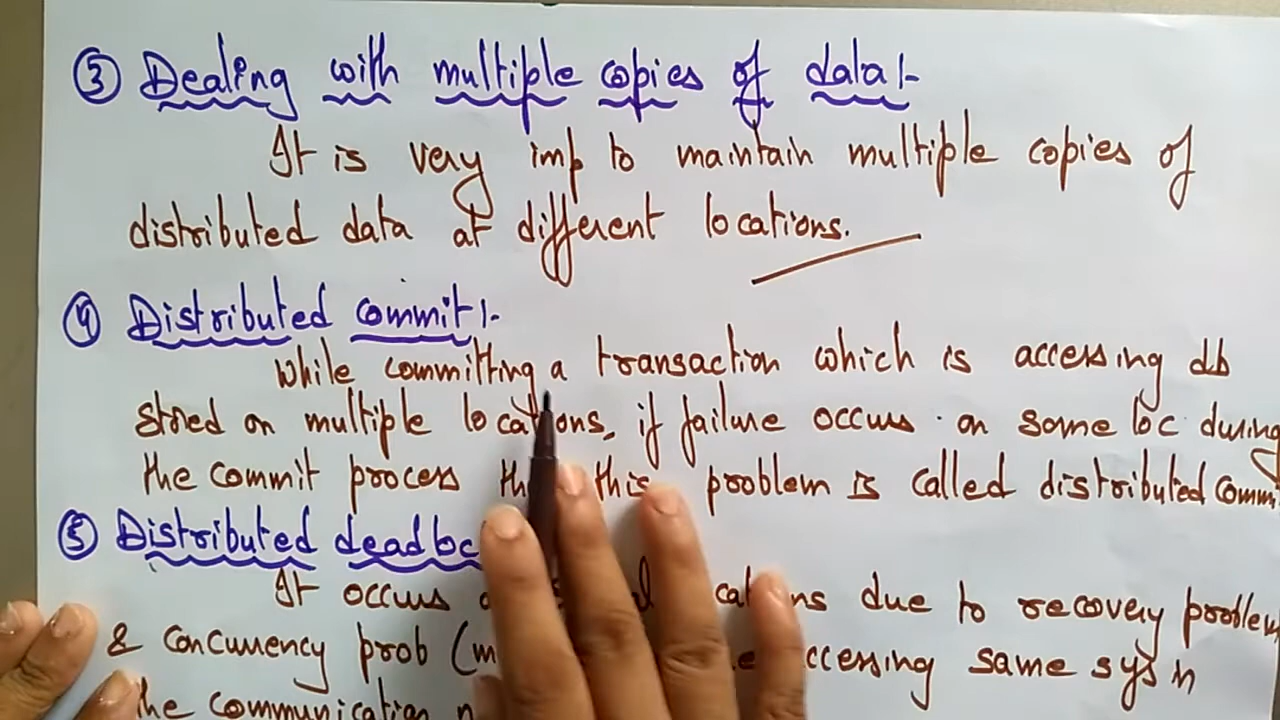 ③ Dealing with multiple copies of data:-
It is very imp to maintain multiple copies of
distributed data at different locations.
④ Distributed commit:-
While committing a transaction which is accessing db
stored on multiple locations, if failure occurs on some loc during
the commit process this problem is called distributed
⑤ Distributed
It occurs due to recovery
& concurrency prob accessing same sys in
the communication